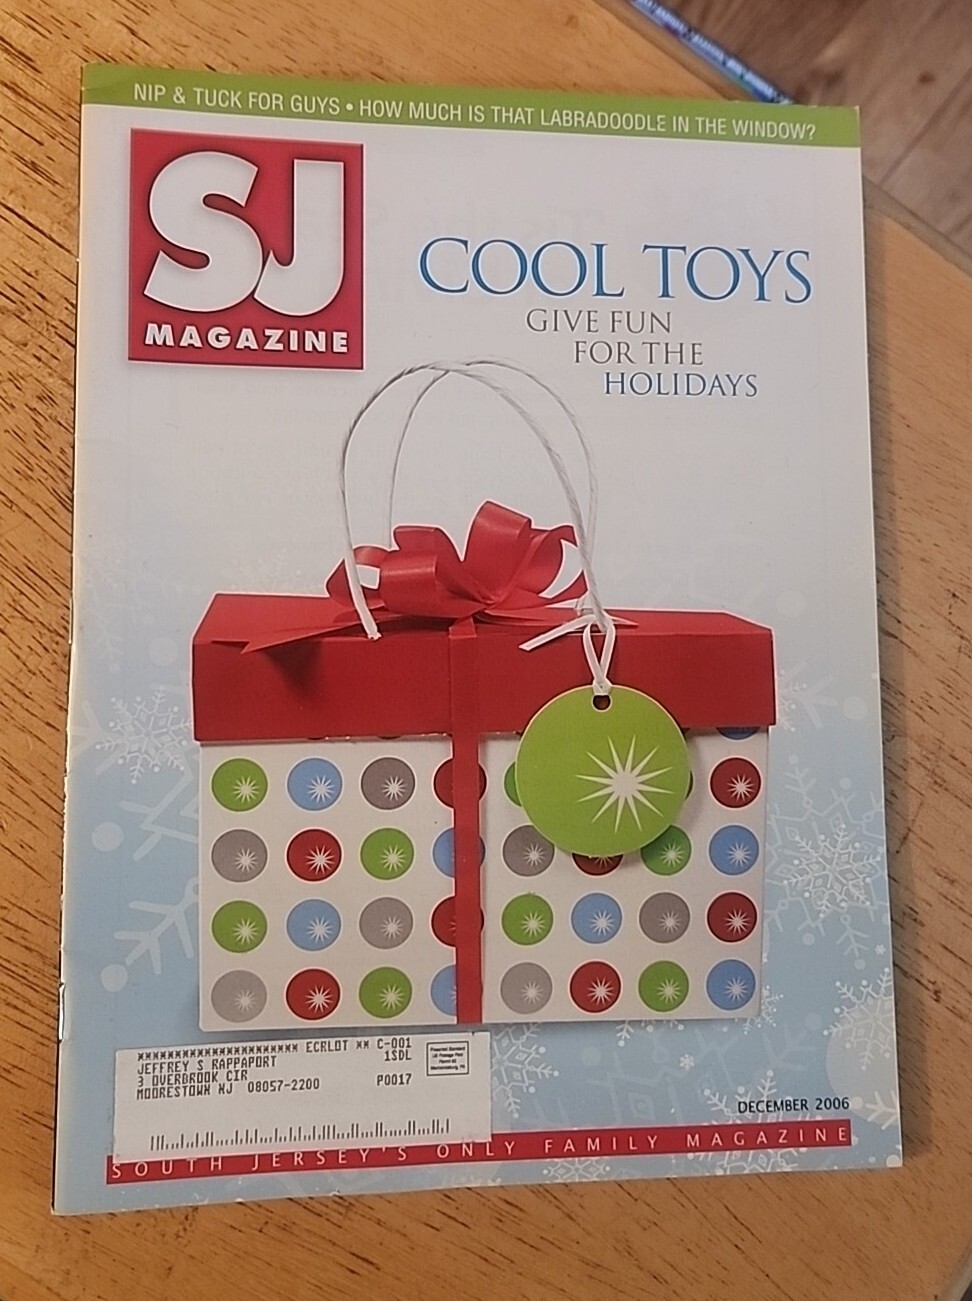 NIP & TUCK FOR GUYS • HOW MUCH IS THAT LABRADOODLE IN THE WINDOW?
SJ
MAGAZINE
COOL TOYS
GIVE FUN
FOR THE
HOLIDAYS
ECRLOT ** C-001
JEFFREY S RAPPAPORT 1SDL
3 OVERBROOK CIR
MOORESTOWN NJ 08057-2200 P0017
DECEMBER 2006
SOUTH JERSEY'S ONLY FAMILY MAGAZINE